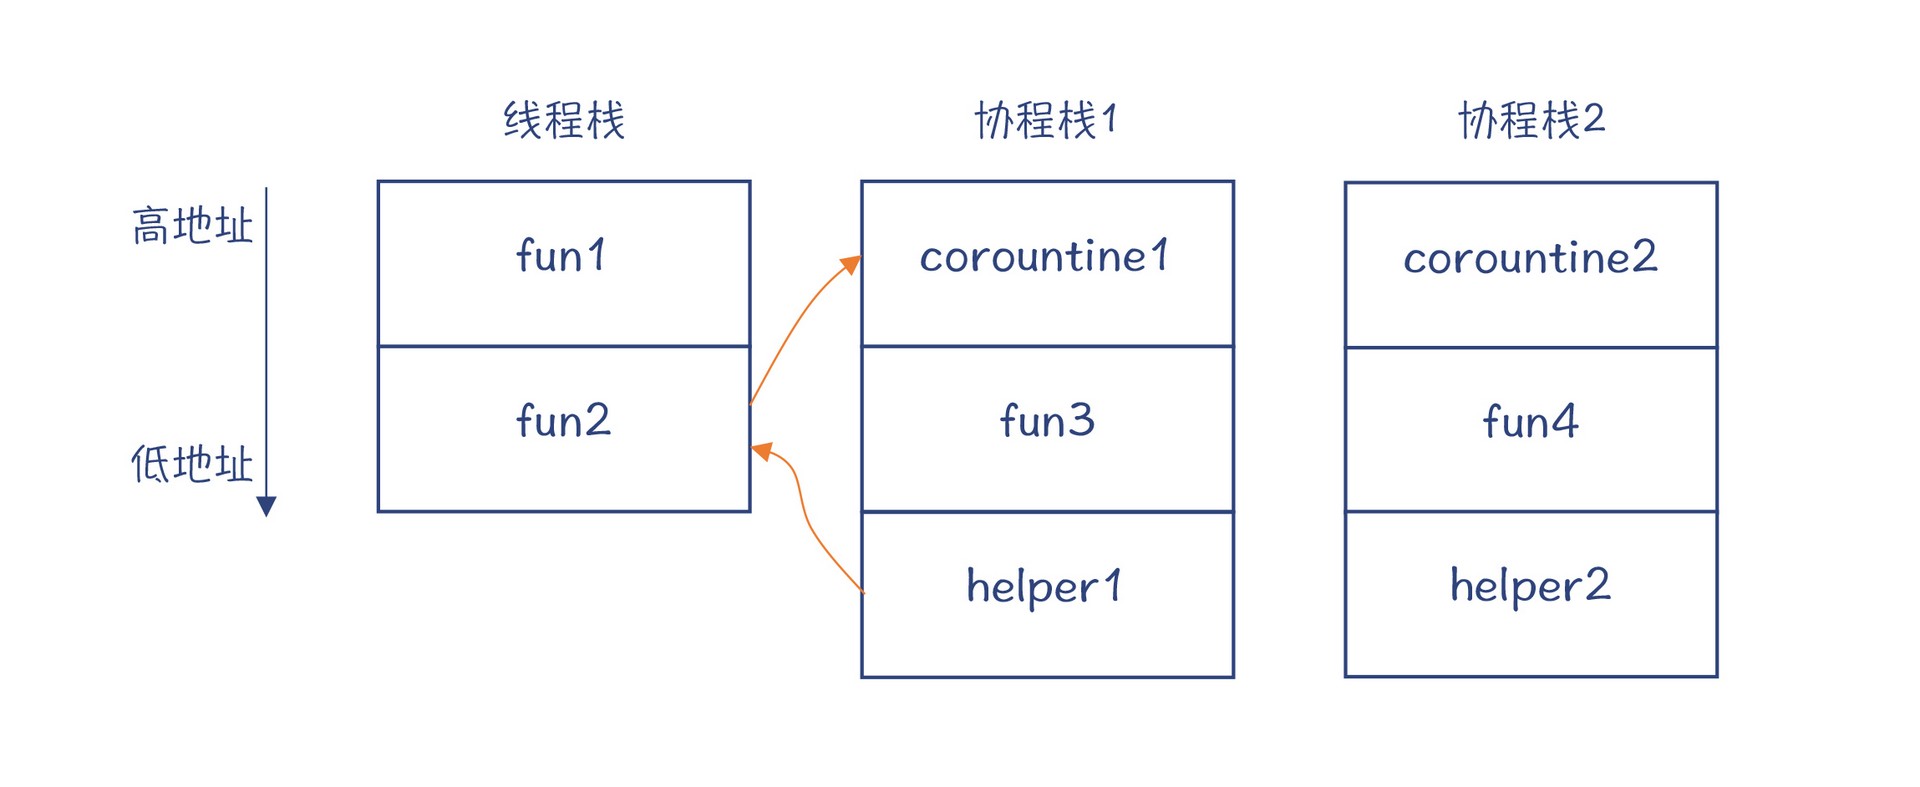 线程栈
协程栈1
协程栈2
高地址
低地址
fun1
fun2
corountine1
fun3
helper1
corountine2
fun4
helper2